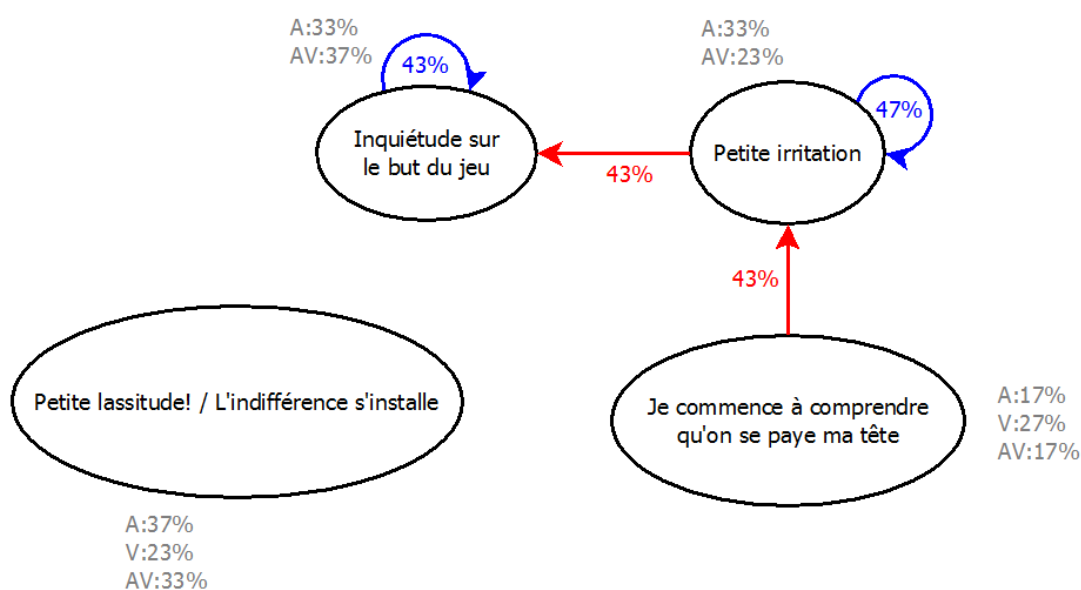 A:33%
AV:37%
43%
Inquiétude sur
le but du jeu
A:33%
AV:23%
47%
Petite irritation
43%
43%
Petite lassitude! / L'indifférence s'installe
A:37%
V:23%
AV:33%
Je commence à comprendre
qu'on se paye ma tête
A:17%
V:27%
AV:17%